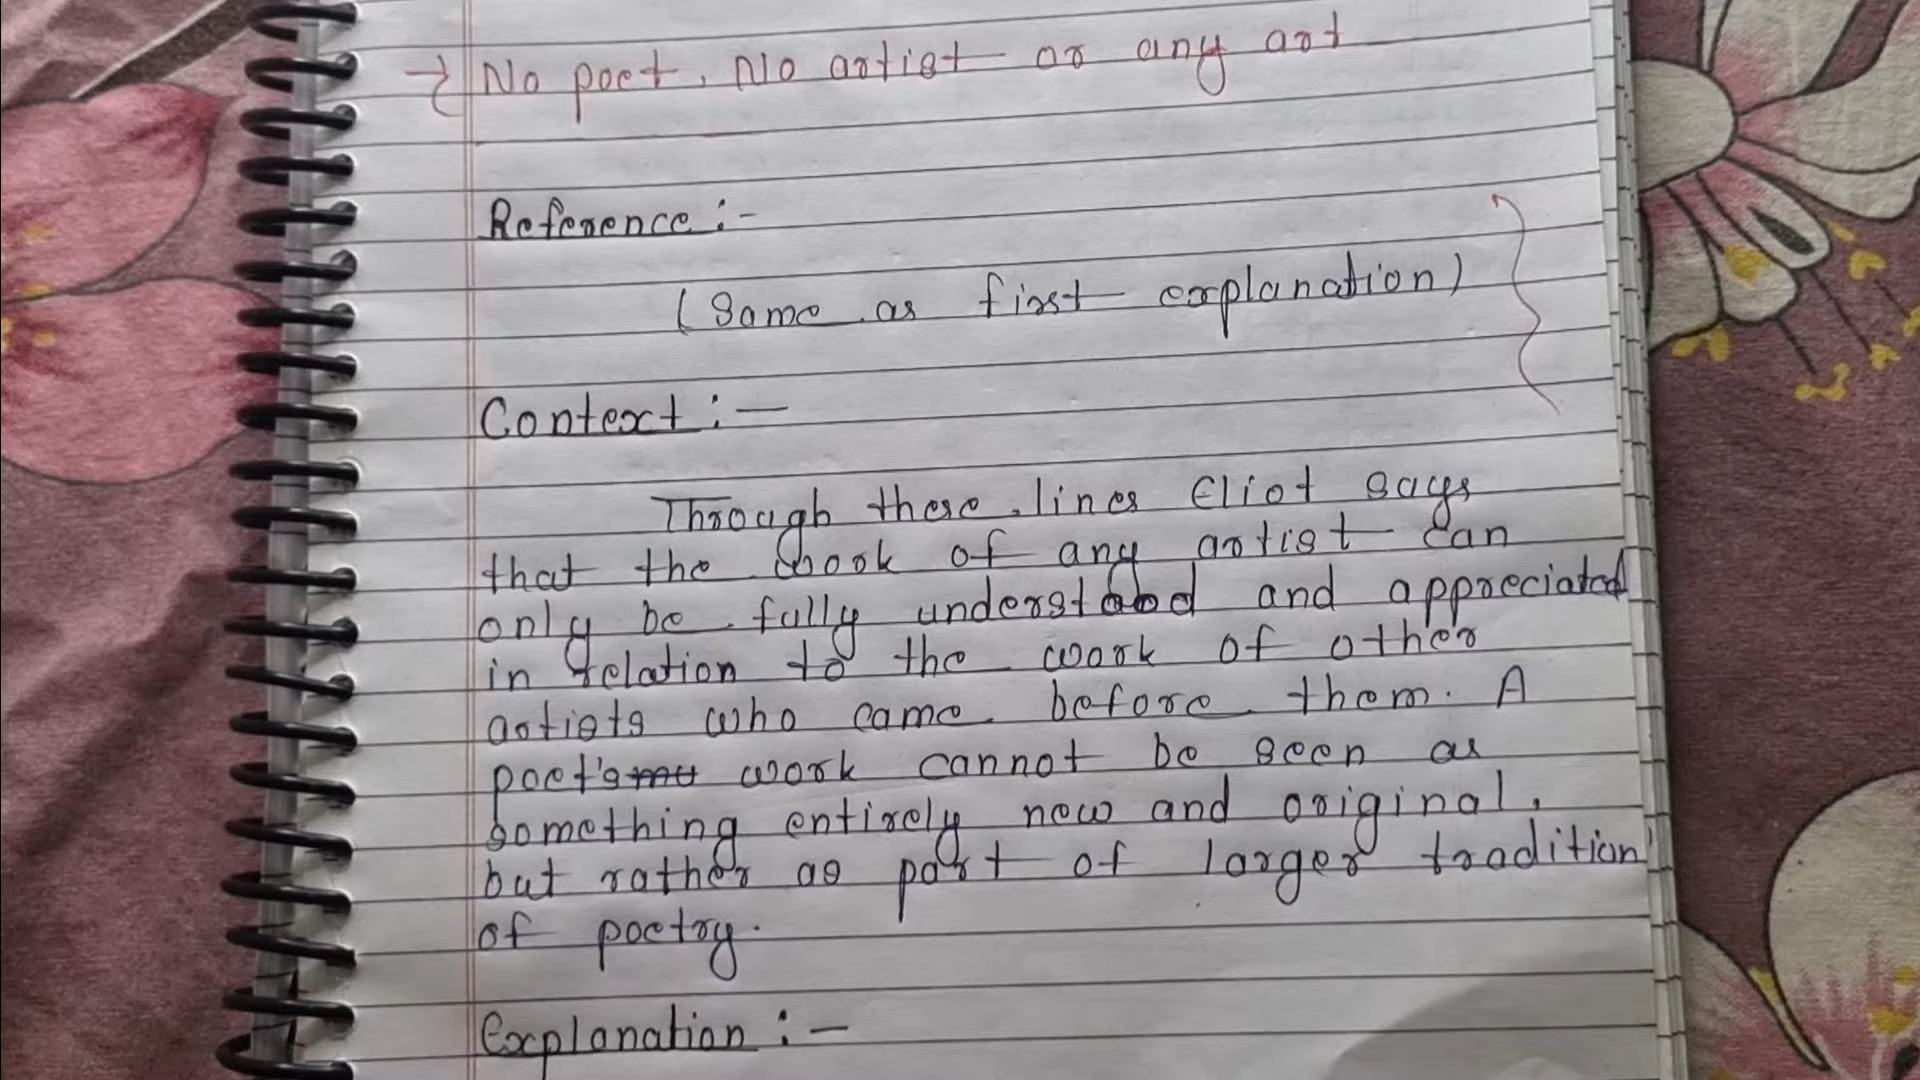 → No poet, No artist or any art
Reference :-
(Same as first explanation)
Context : —
Through these lines Eliot says
that the work of any artist can
only be fully understood and appreciated
in relation to the work of other
artists who came before them. A
poet's work cannot be seen as
something entirely new and original,
but rather as part of larger tradition
of poetry.
Explanation : —